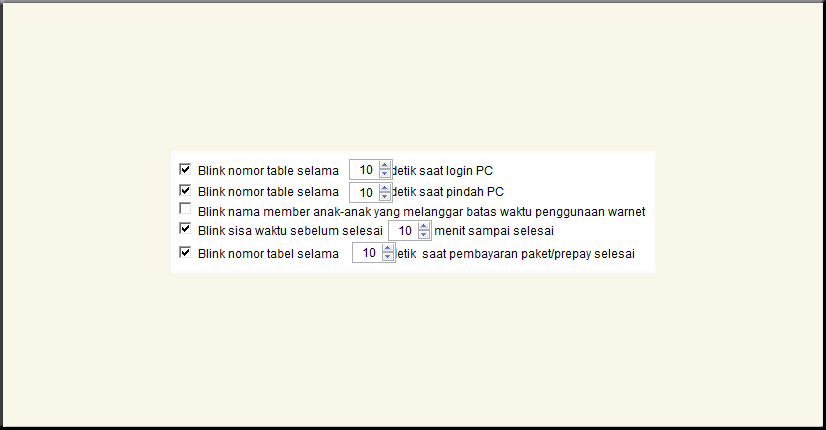 Blink nomor table selama 10 detik saat login PC
Blink nomor table selama 10 detik saat pindah PC
Blink nama member anak-anak yang melanggar batas waktu penggunaan warnet
Blink sisa waktu sebelum selesai 10 menit sampai selesai
Blink nomor tabel selama 10 detik saat pembayaran paket/prepay selesai